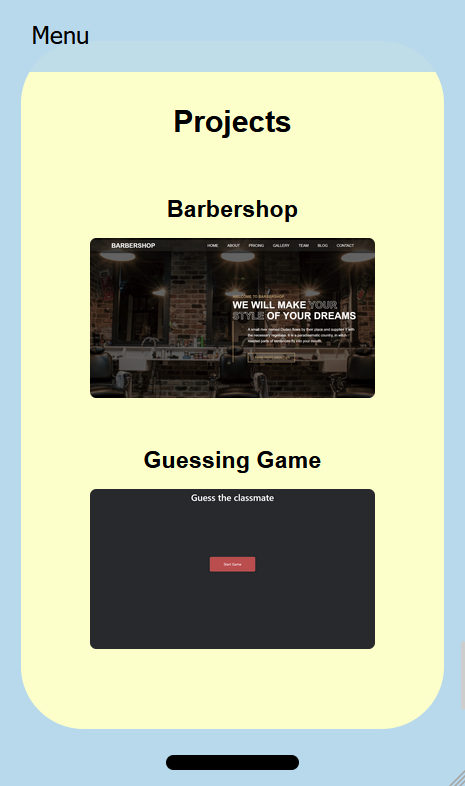 Menu
Projects
Barbershop
BARBERSHOP
HOME ABOUT PRICING GALLERY TEAM BLOG CONTACT
WELCOME TO BARBERSHOP
WE WILL MAKE YOUR
STYLE OF YOUR DREAMS
A small river named Duden flows by their place and supplies it with
the necessary regelialia. It is a paradisematic country, in which
roasted parts of sentences fly into your mouth.
Guessing Game
Guess the classmate
Start Game